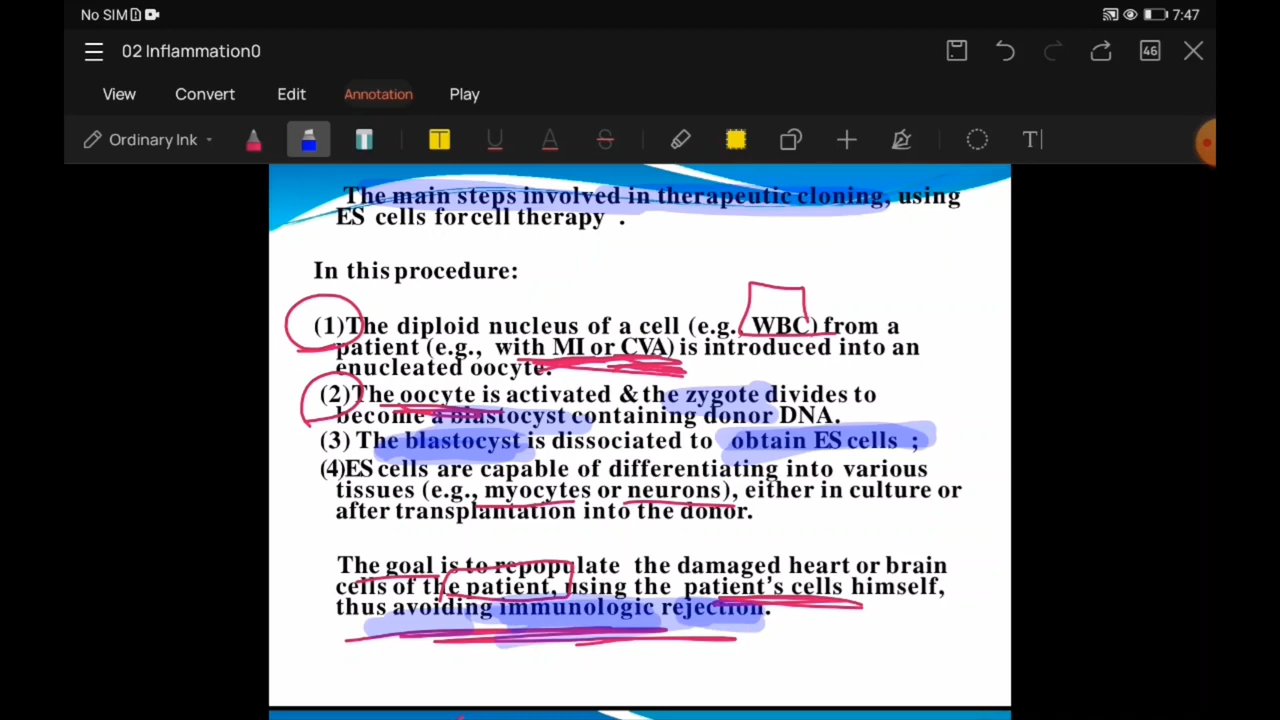 No SIM 7:47
02 Inflammation0 46
View Convert Edit Annotation Play
Ordinary Ink T
The main steps involved in therapeutic cloning, using
ES cells for cell therapy .
In this procedure:
(1)The diploid nucleus of a cell (e.g., WBC) from a
patient (e.g., with MI or CVA) is introduced into an
enucleated oocyte.
(2)The oocyte is activated & the zygote divides to
become a blastocyst containing donor DNA.
(3) The blastocyst is dissociated to obtain ES cells ;
(4)ES cells are capable of differentiating into various
tissues (e.g., myocytes or neurons), either in culture or
after transplantation into the donor.
The goal is to repopulate the damaged heart or brain
cells of the patient, using the patient's cells himself,
thus avoiding immunologic rejection.